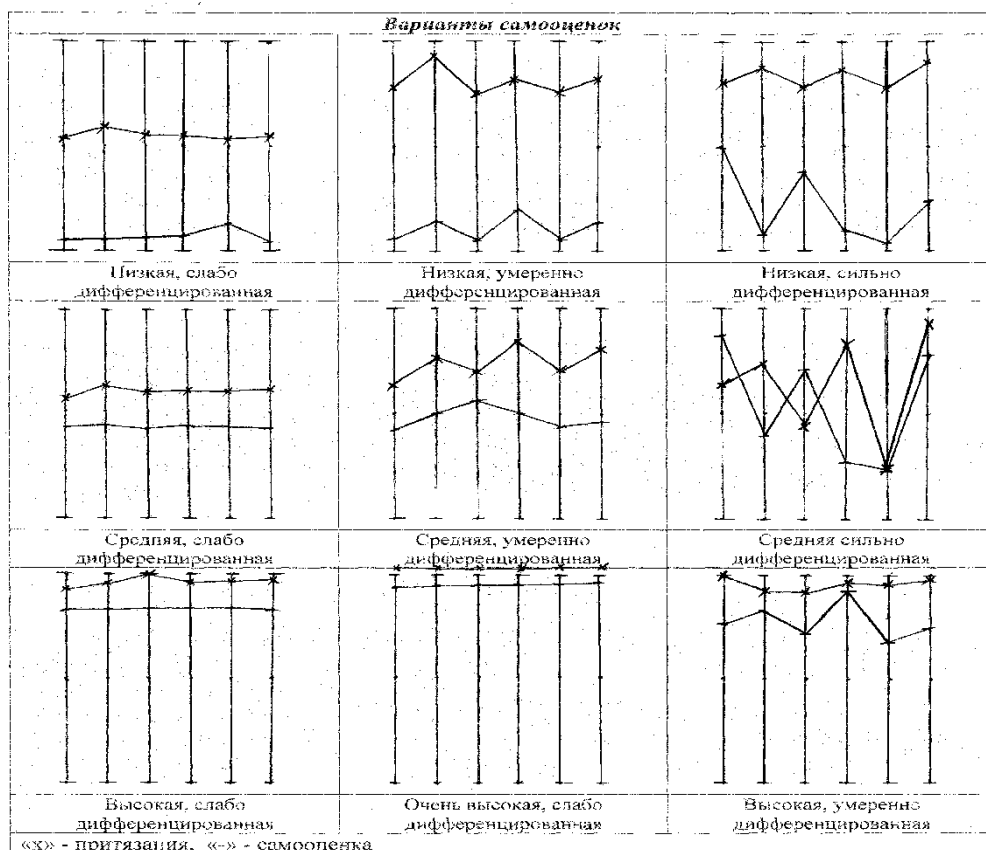 Варианты самооценок
Низкая, слабо
дифференцированная
Низкая, умеренно
дифференцированная
Низкая, сильно
дифференцированная
Средняя, слабо
дифференцированная
Средняя, умеренно
дифференцированная
Средняя сильно
дифференцированная
Высокая, слабо
дифференцированная
Очень высокая, слабо
дифференцированная
Высокая, умеренно
дифференцированная
«х» - притязания, «-» - самооценка